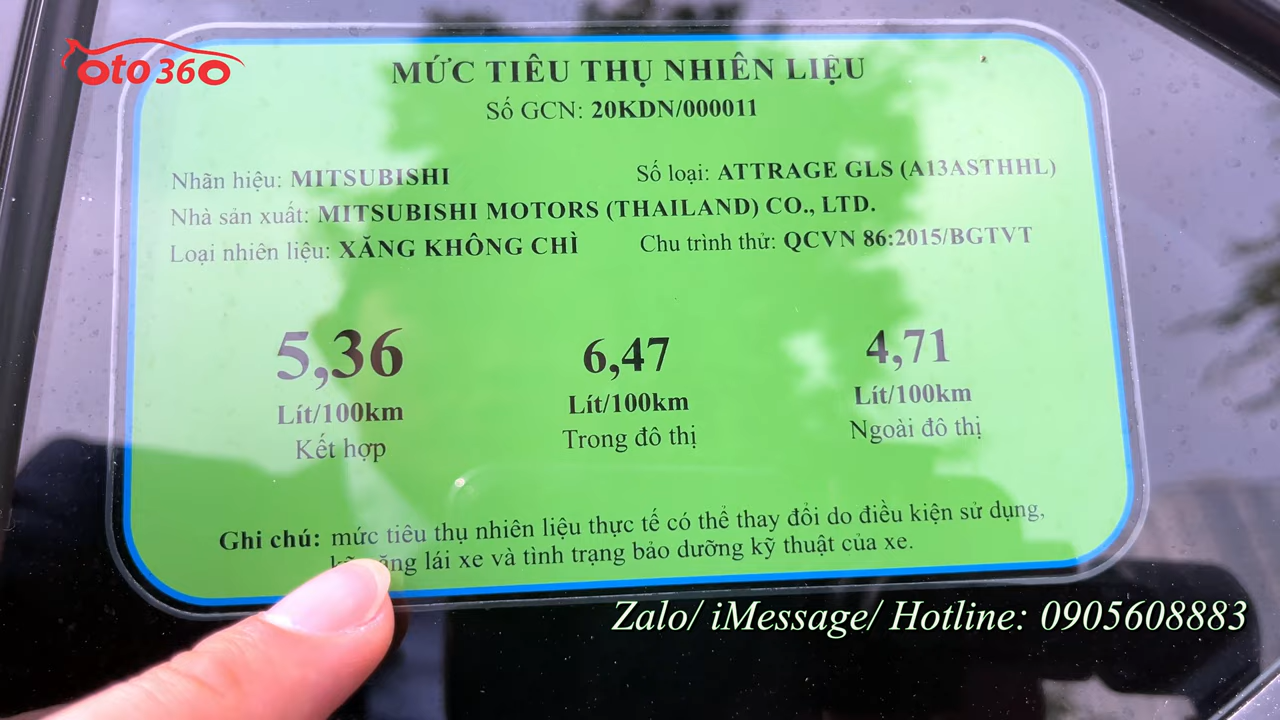 oto360
MỨC TIÊU THỤ NHIÊN LIỆU
Số GCN: 20KDN/000011
Nhãn hiệu: MITSUBISHI Số loại: ATTRAGE GLS (A13ASTHHL)
Nhà sản xuất: MITSUBISHI MOTORS (THAILAND) CO., LTD.
Loại nhiên liệu: XĂNG KHÔNG CHÌ Chu trình thử: QCVN 86:2015/BGTVT
5,36 6,47 4,71
Lít/100km Lít/100km Lít/100km
Kết hợp Trong đô thị Ngoài đô thị
Ghi chú: mức tiêu thụ nhiên liệu thực tế có thể thay đổi do điều kiện sử dụng,
lái xe và tình trạng bảo dưỡng kỹ thuật của xe.
Zalo/ iMessage/ Hotline: 0905608883